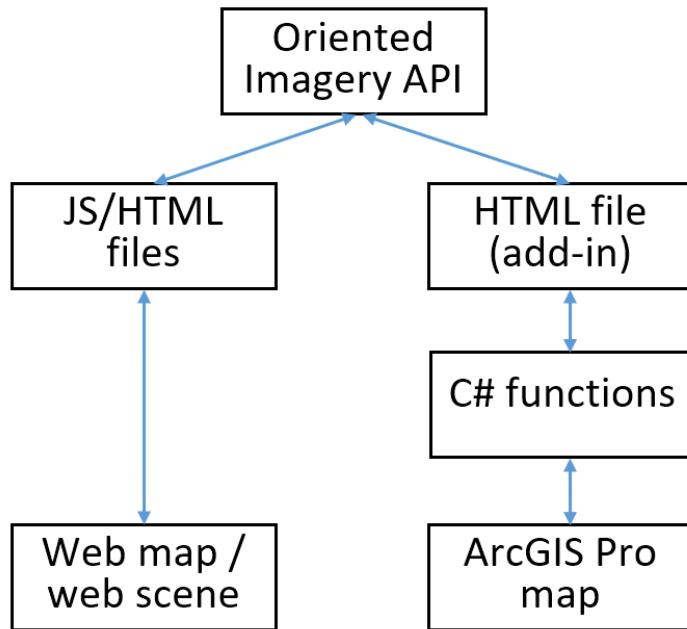 Oriented
Imagery API
JS/HTML
files
HTML file
(add-in)
C# functions
Web map /
web scene
ArcGIS Pro
map